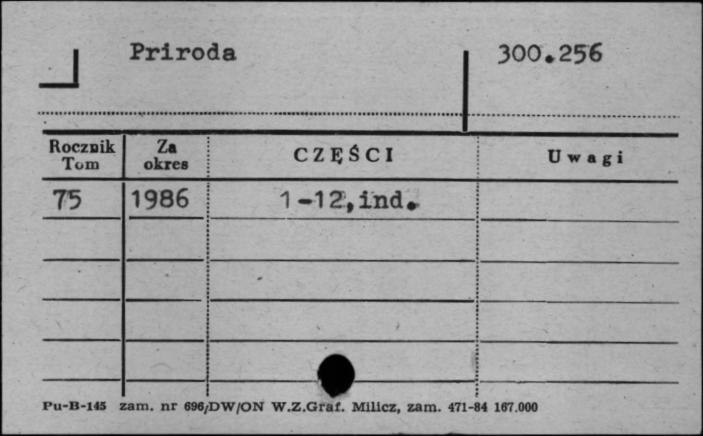 Priroda 300.256
Rocznik Tom Za okres CZĘŚCI Uwagi
75 1986 1-12,ind.
Pu-B-145 zam. nr 696/DW/ON W.Z.Graf. Milicz, zam. 471-84 167.000